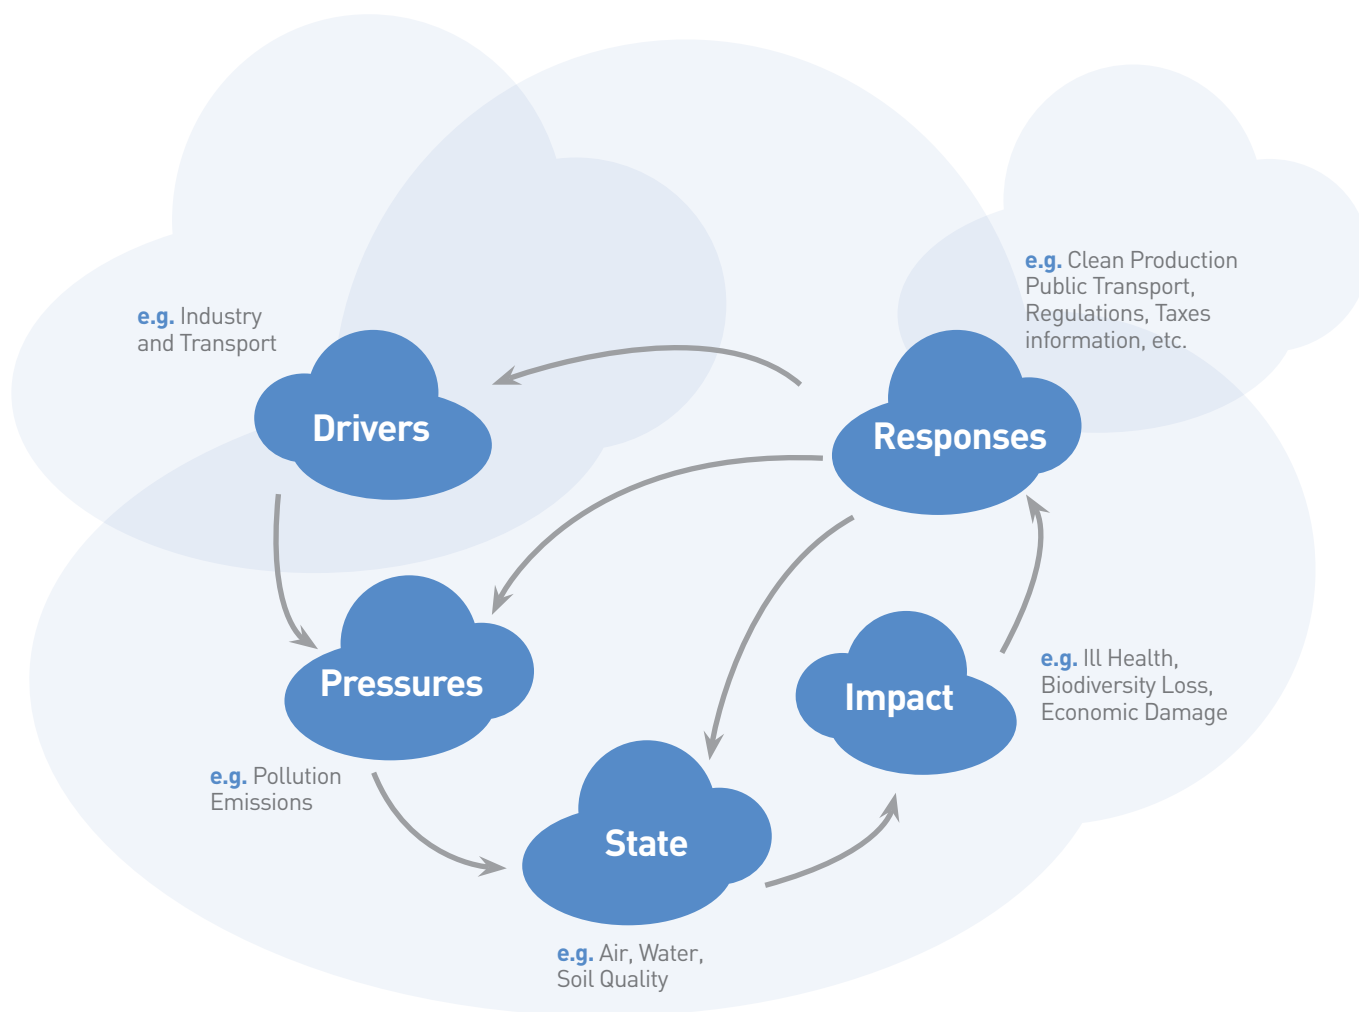 e.g. Clean Production
Public Transport,
Regulations, Taxes
information, etc.
e.g. Industry
and Transport
Drivers
Responses
Pressures
Impact
e.g. Ill Health,
Biodiversity Loss,
Economic Damage
e.g. Pollution
Emissions
State
e.g. Air, Water,
Soil Quality